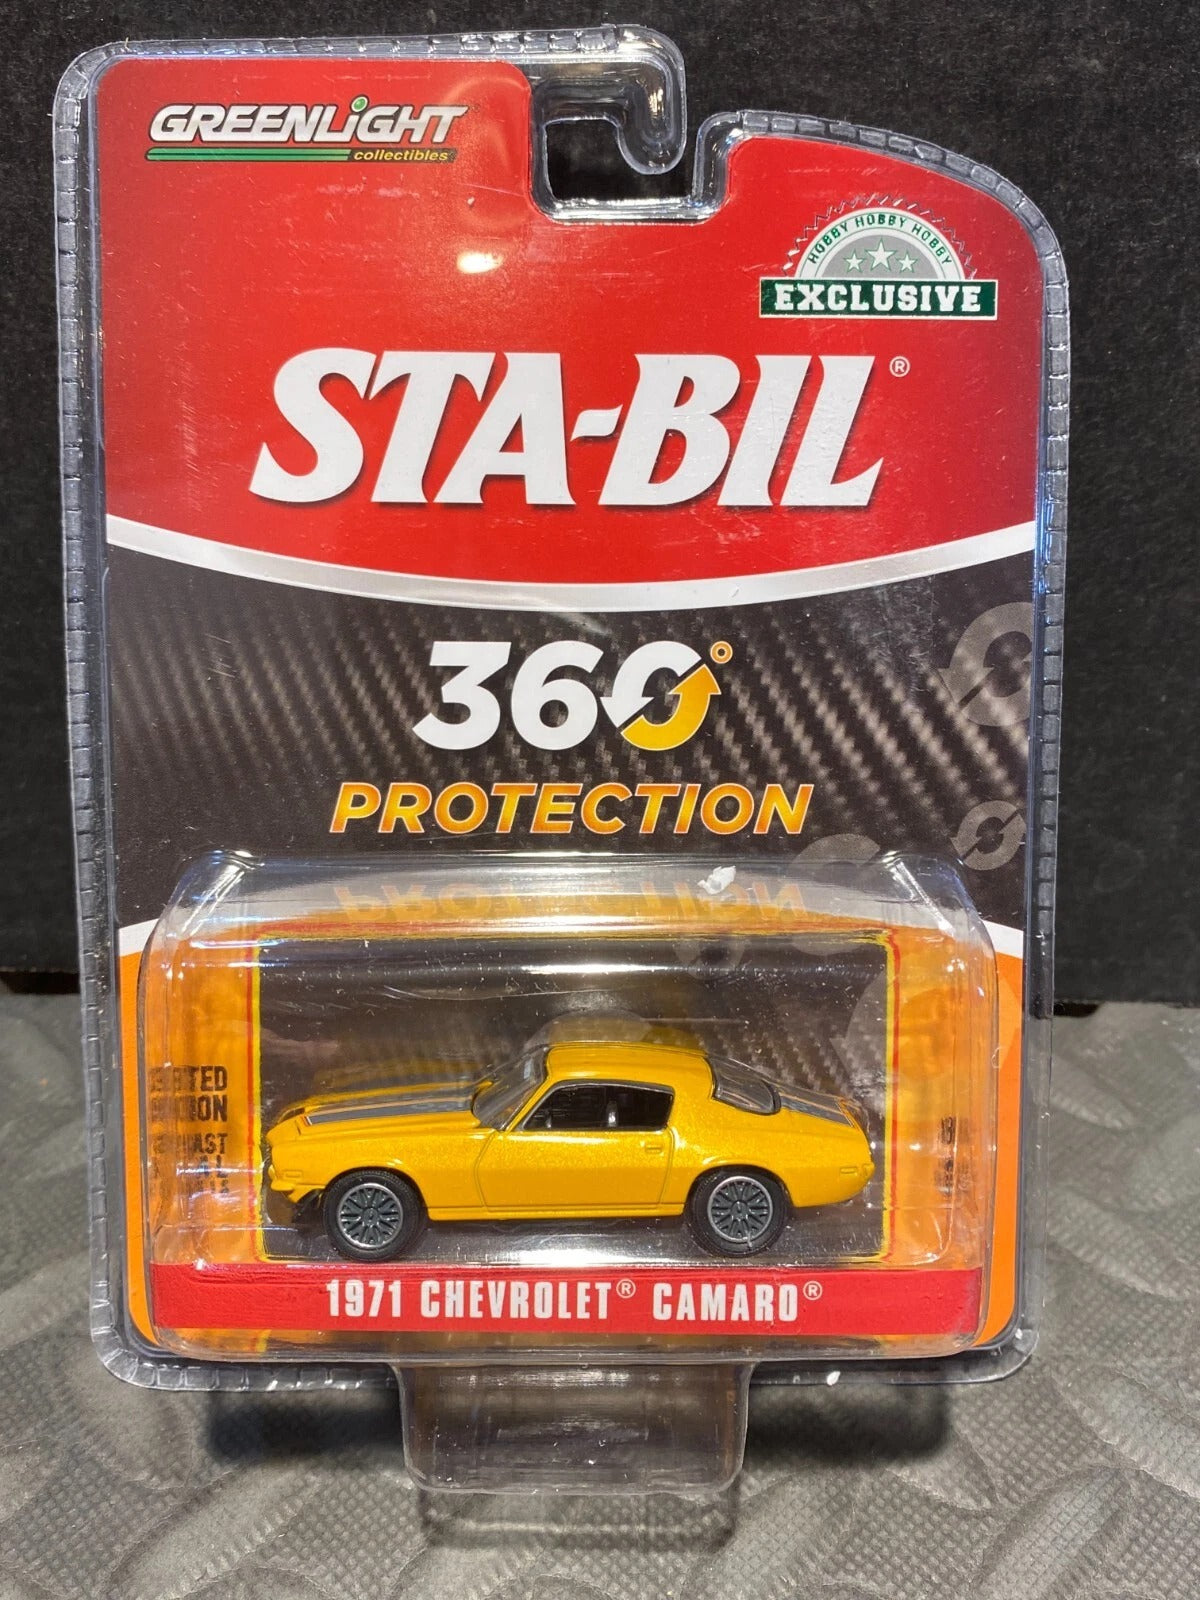 GREENLiGHT
collectibles
HOBBY HOBBY HOBBY
EXCLUSIVE
STA-BIL®
360°
PROTECTION
1971 CHEVROLET® CAMARO®